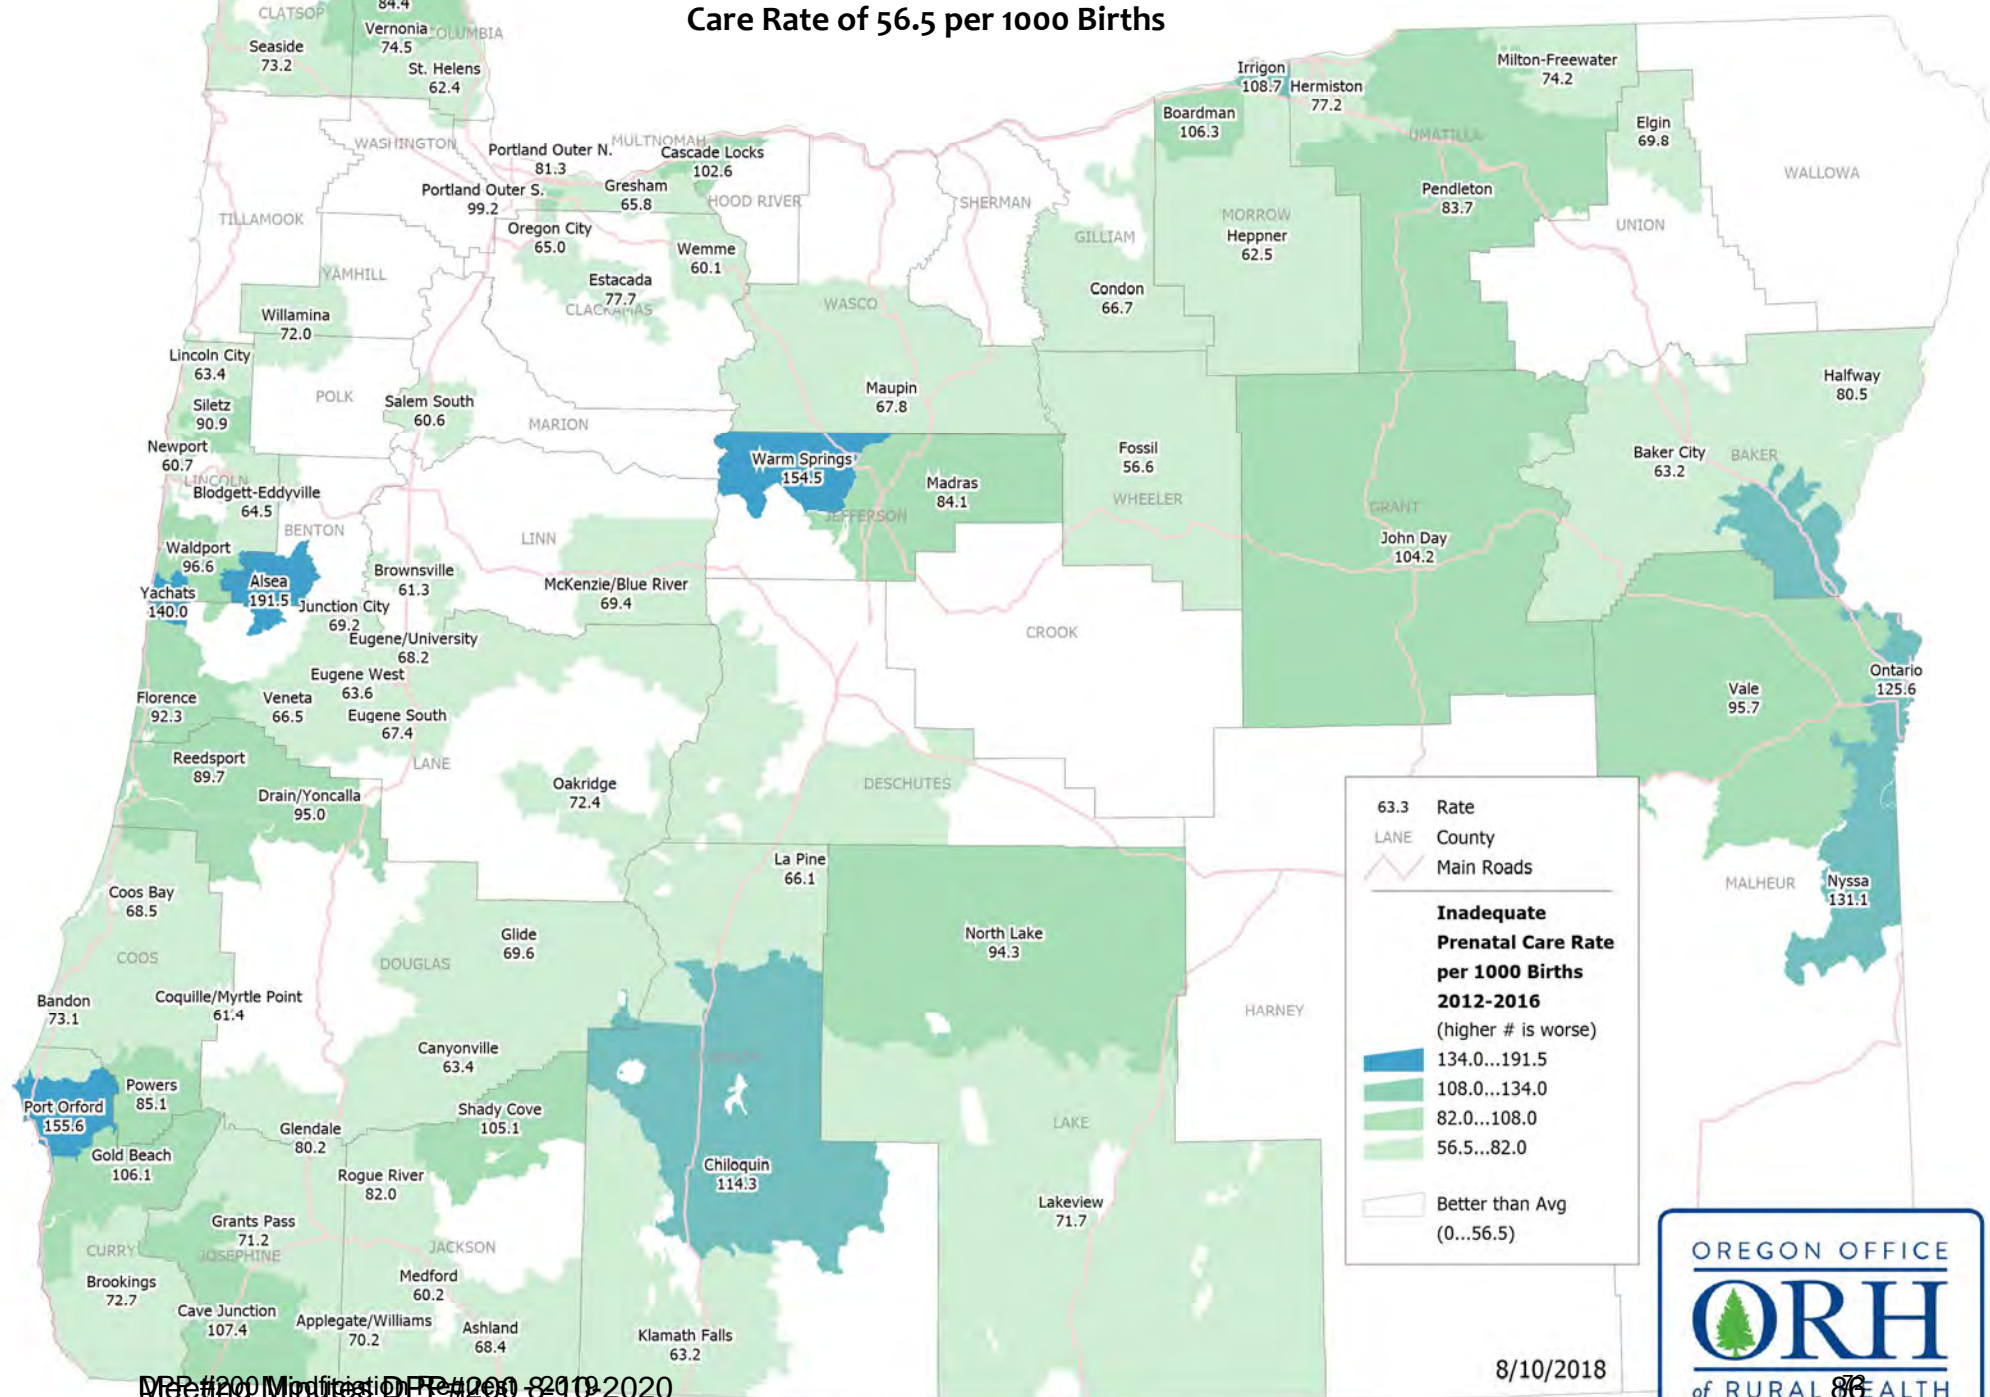 Care Rate of 56.5 per 1000 Births
CLATSOP
84.4
Vernonia
74.5
COLUMBIA
Seaside
73.2
St. Helens
62.4
Irrigon
108.7
Hermiston
77.2
Milton-Freewater
74.2
Boardman
106.3
Elgin
69.8
UMATILLA
WALLOWA
WASHINGTON
MULTNOMAH
Portland Outer N.
81.3
Cascade Locks
102.6
Portland Outer S.
99.2
Gresham
65.8
HOOD RIVER
SHERMAN
Pendleton
83.7
TILLAMOOK
Oregon City
65.0
Wemme
60.1
GILLIAM
MORROW
Heppner
62.5
UNION
YAMHILL
Estacada
77.7
CLACKAMAS
WASCO
Condon
66.7
Willamina
72.0
Lincoln City
63.4
POLK
Salem South
60.6
MARION
Maupin
67.8
Halfway
80.5
Siletz
90.9
Newport
60.7
LINCOLN
Blodgett-Eddyville
64.5
BENTON
Warm Springs
154.5
Madras
84.1
JEFFERSON
Fossil
56.6
WHEELER
GRANT
John Day
104.2
Baker City
63.2
BAKER
LINN
Waldport
96.6
Alsea
191.5
Yachats
140.0
Brownsville
61.3
McKenzie/Blue River
69.4
Junction City
69.2
Eugene/University
68.2
CROOK
Eugene West
63.6
Florence
92.3
Veneta
66.5
Eugene South
67.4
Vale
95.7
Ontario
125.6
Reedsport
89.7
LANE
Drain/Yoncalla
95.0
Oakridge
72.4
DESCHUTES
La Pine
66.1
Coos Bay
68.5
COOS
MALHEUR
Nyssa
131.1
Glide
69.6
DOUGLAS
North Lake
94.3
Bandon
73.1
Coquille/Myrtle Point
61.4
HARNEY
Canyonville
63.4
Powers
85.1
Port Orford
155.6
Shady Cove
105.1
Glendale
80.2
LAKE
Gold Beach
106.1
Rogue River
82.0
Chiloquin
114.3
Lakeview
71.7
Grants Pass
71.2
CURRY
JOSEPHINE
JACKSON
Brookings
72.7
Medford
60.2
Cave Junction
107.4
Applegate/Williams
70.2
Ashland
68.4
Klamath Falls
63.2
63.3 Rate
LANE County
Main Roads
Inadequate
Prenatal Care Rate
per 1000 Births
2012-2016
(higher # is worse)
134.0...191.5
108.0...134.0
82.0...108.0
56.5...82.0
Better than Avg
(0...56.5)
8/10/2018
OREGON OFFICE
ORH
of RURAL HEALTH